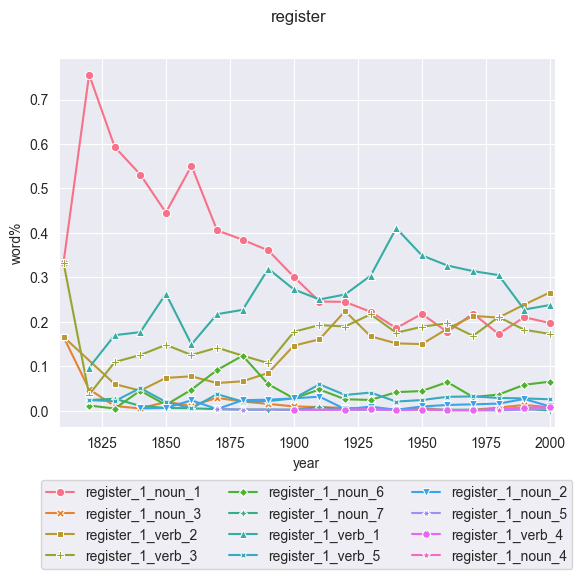 register
0.7
0.6
0.5
0.4
0.3
0.2
0.1
0.0
word%
1825 1850 1875 1900 1925 1950 1975 2000
year
register_1_noun_1 register_1_noun_6 register_1_noun_2
register_1_noun_3 register_1_noun_7 register_1_noun_5
register_1_verb_2 register_1_verb_1 register_1_verb_4
register_1_verb_3 register_1_verb_5 register_1_noun_4